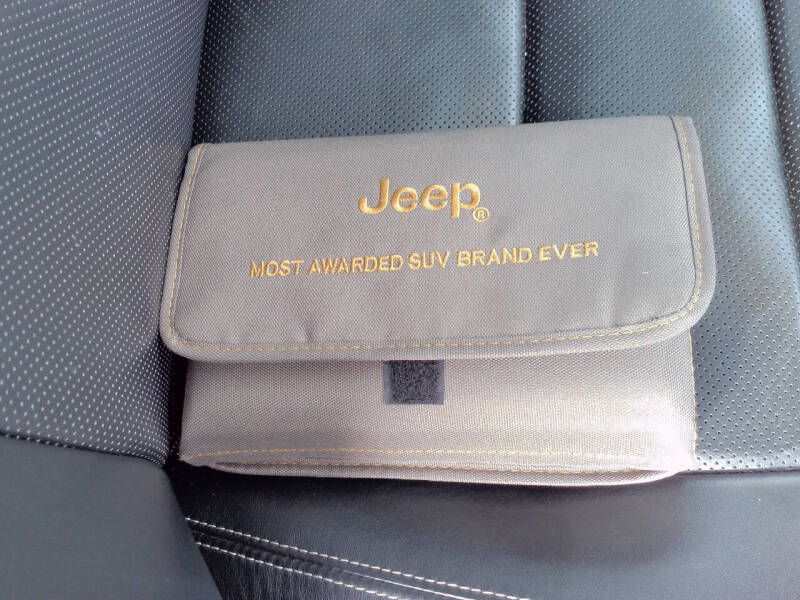 Jeep®
MOST AWARDED SUV BRAND EVER